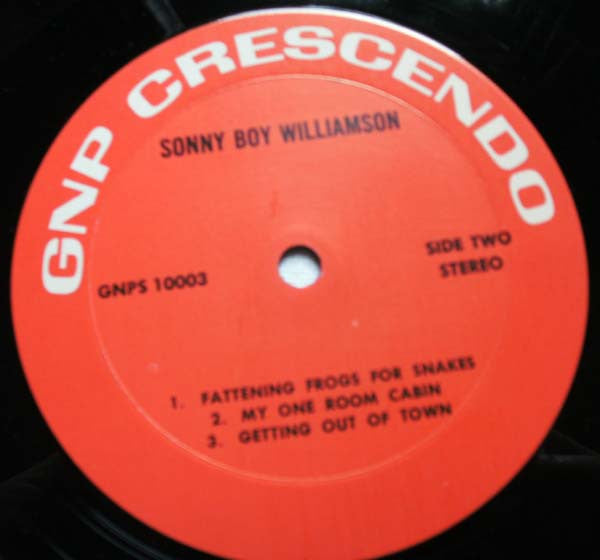 GNP CRESCENDO
SONNY BOY WILLIAMSON
GNPS 10003
SIDE TWO
STEREO
1. FATTENING FROGS FOR SNAKES
2. MY ONE ROOM CABIN
3. GETTING OUT OF TOWN